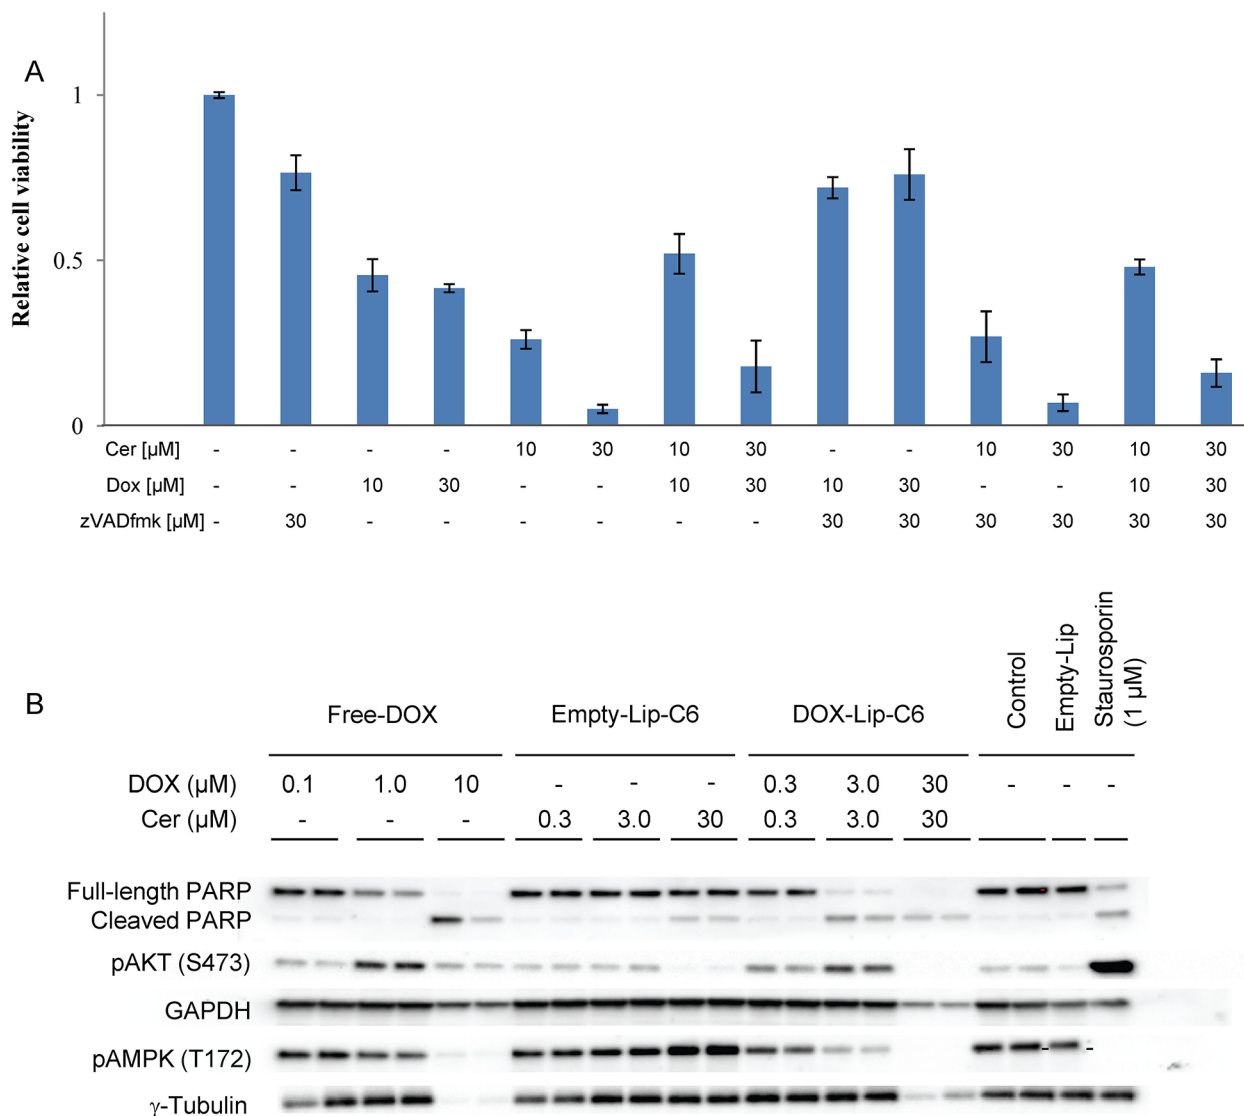 A
Relative cell viability
1
0.5
0
Cer [µM] - - - - 10 30 10 30 - - 10 30 10 30
Dox [µM] - - 10 30 - - 10 30 10 30 - - 10 30
zVADfmk [µM] - 30 - - - - - - 30 30 30 30 30 30
B
Free-DOX Empty-Lip-C6 DOX-Lip-C6 Control Empty-Lip Staurosporin
(1 µM)
DOX (µM) 0.1 1.0 10 - - - 0.3 3.0 30 - - -
Cer (µM) - - - 0.3 3.0 30 0.3 3.0 30
Full-length PARP
Cleaved PARP
pAKT (S473)
GAPDH
pAMPK (T172)
γ-Tubulin